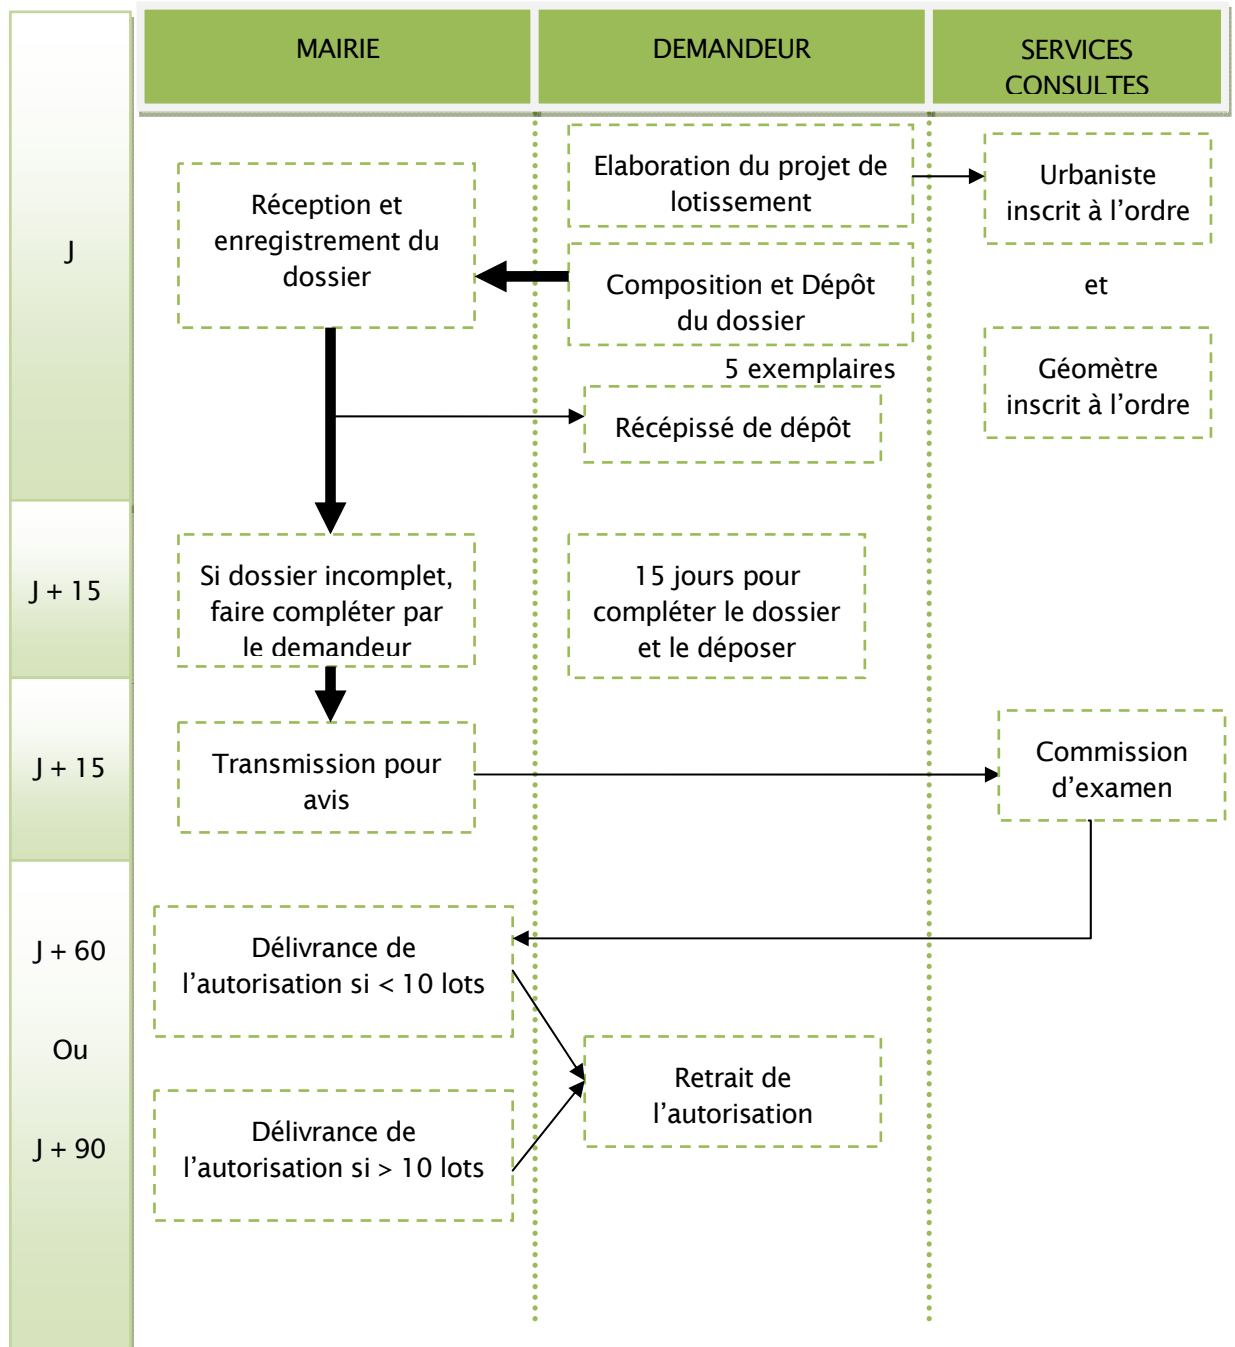 MAIRIE
DEMANDEUR
SERVICES
CONSULTES
J
Réception et
enregistrement du
dossier
Elaboration du projet de
lotissement
Urbaniste
inscrit à l’ordre
Composition et Dépôt
du dossier
5 exemplaires
et
Géomètre
inscrit à l’ordre
Récépissé de dépôt
J + 15
Si dossier incomplet,
faire compléter par
le demandeur
15 jours pour
compléter le dossier
et le déposer
J + 15
Transmission pour
avis
Commission
d’examen
J + 60
Ou
J + 90
Délivrance de
l’autorisation si < 10 lots
Délivrance de
l’autorisation si > 10 lots
Retrait de
l’autorisation